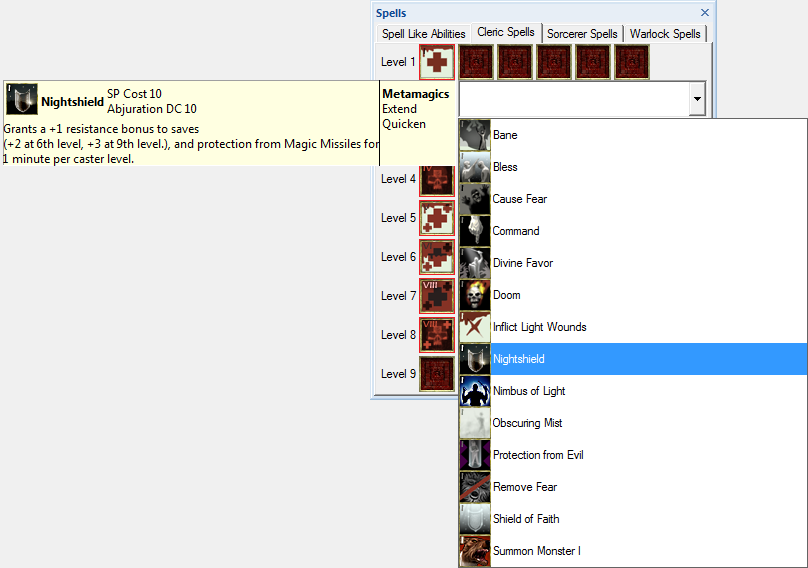 Spells
Spell Like Abilities
Cleric Spells
Sorcerer Spells
Warlock Spells
Level 1
Nightshield
SP Cost 10
Abjuration DC 10
Grants a +1 resistance bonus to saves
(+2 at 6th level, +3 at 9th level.), and protection from Magic Missiles for
1 minute per caster level.
Metamagics
Extend
Quicken
Level 4
Level 5
Level 6
Level 7
Level 8
Level 9
Bane
Bless
Cause Fear
Command
Divine Favor
Doom
Inflict Light Wounds
Nightshield
Nimbus of Light
Obscuring Mist
Protection from Evil
Remove Fear
Shield of Faith
Summon Monster I